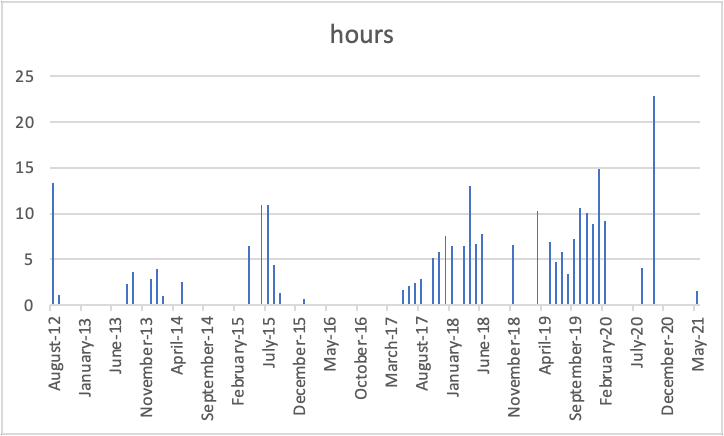 hours
25
20
15
10
5
0
August-12
January-13
June-13
November-13
April-14
September-14
February-15
July-15
December-15
May-16
October-16
March-17
August-17
January-18
June-18
November-18
April-19
September-19
February-20
July-20
December-20
May-21